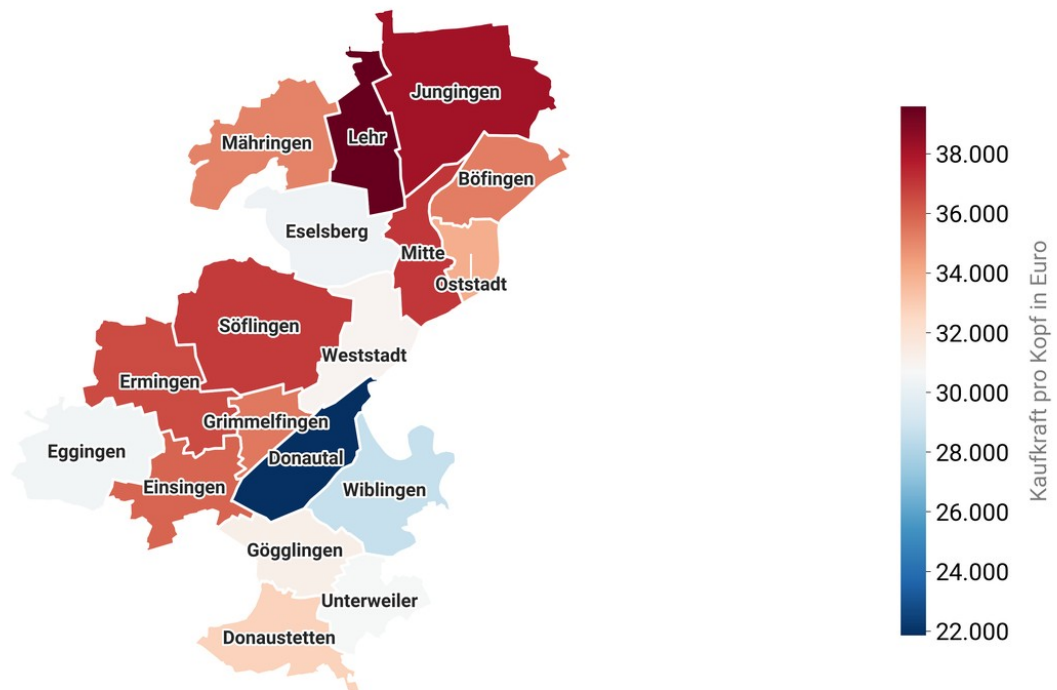 Jungingen
Lehr
Mähringen
Böfingen
Eselsberg
Mitte
Oststadt
Söflingen
Weststadt
Ermingen
Grimmelfingen
Eggingen
Donautal
Einsingen
Wiblingen
Gögglingen
Unterweiler
Donaustetten
38.000
36.000
34.000
32.000
30.000
28.000
26.000
24.000
22.000
Kaufkraft pro Kopf in Euro